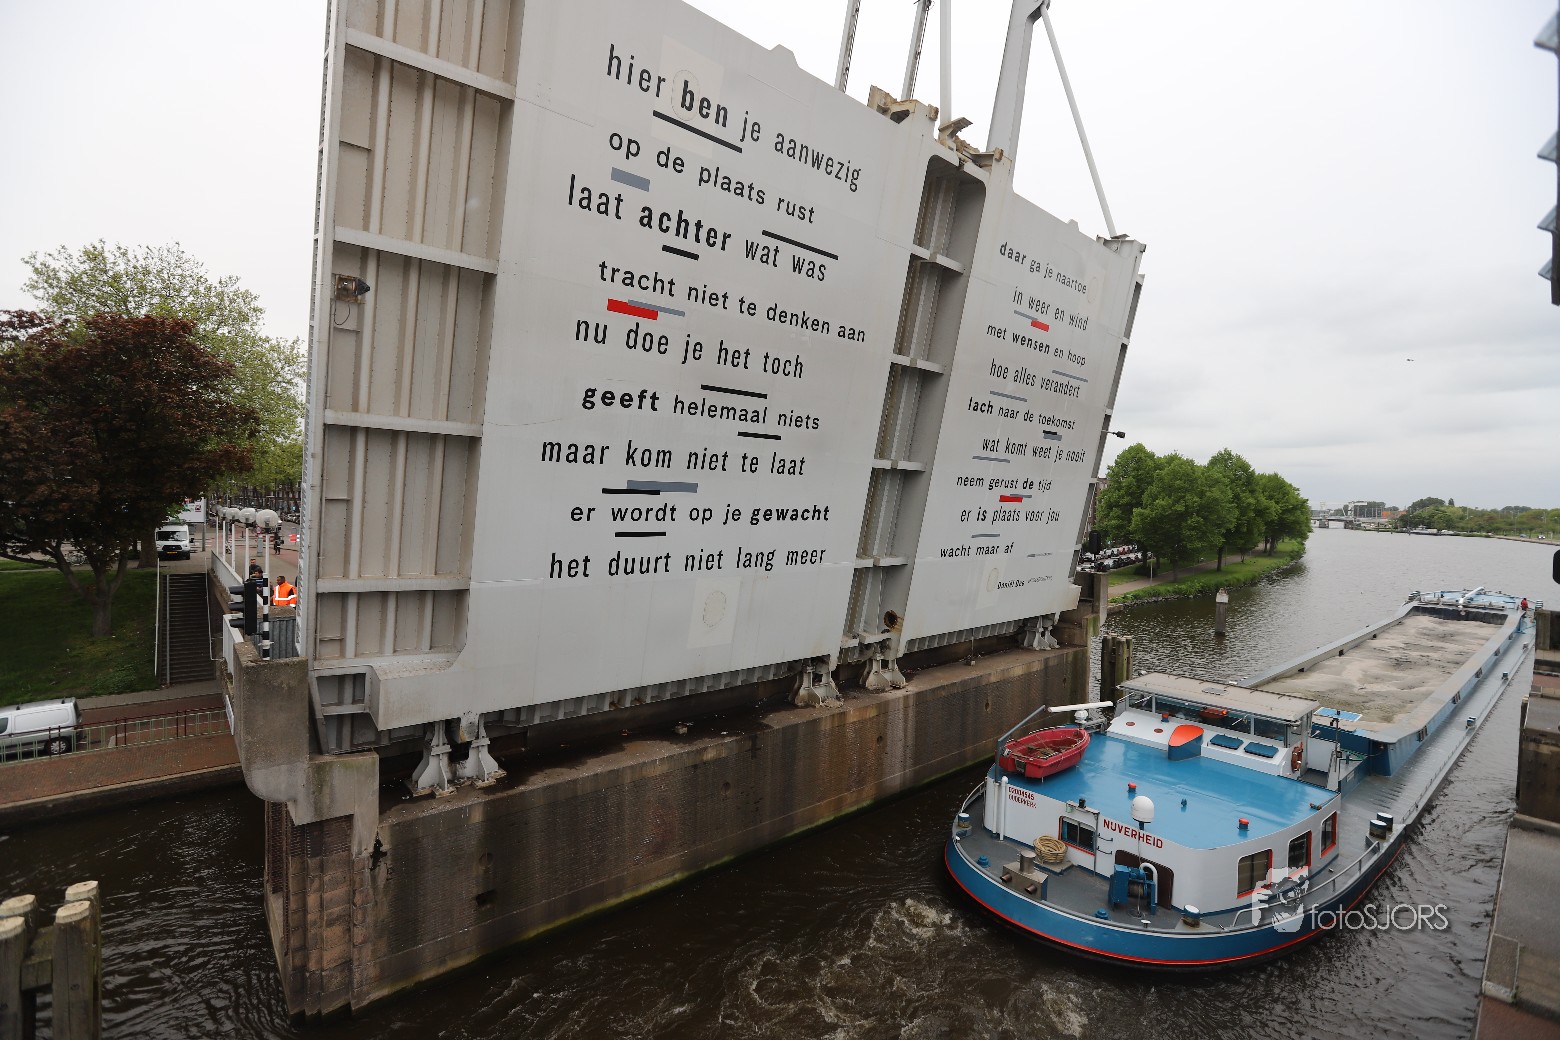 hier ben je aanwezig
op de plaats rust
laat achter wat was
tracht niet te denken aan
nu doe je het toch
geeft helemaal niets
maar kom niet te laat
er wordt op je gewacht
het duurt niet lang meer
daar ga je naartoe
in weer en wind
met wensen en hoop
hoe alles verandert
lach naar de toekomst
wat komt weet je nooit
neem gerust de tijd
er is plaats voor jou
wacht maar af
Daniël Dee
02004545
OUDERKERK
NUVERHEID
fotoSJORS